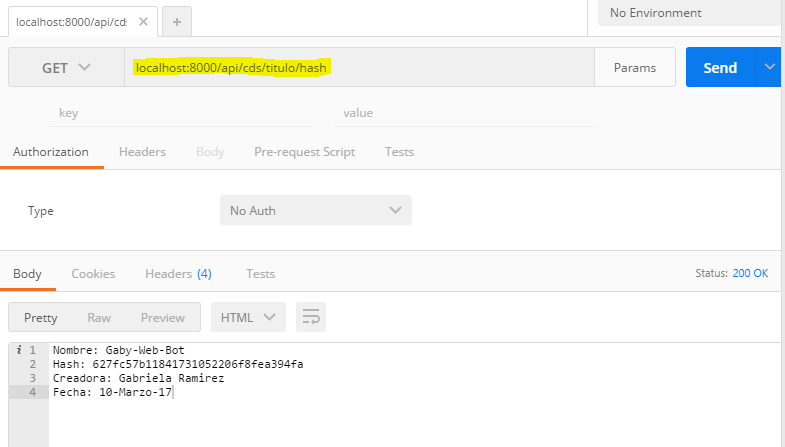 localhost:8000/api/cds
No Environment
GET
localhost:8000/api/cds/titulo/hash
Params
Send
key
value
Authorization
Headers
Body
Pre-request Script
Tests
Type
No Auth
Body
Cookies
Headers (4)
Tests
Status: 200 OK
Pretty
Raw
Preview
HTML
i 1 Nombre: Gaby-Web-Bot
2 Hash: 627fc57b11841731052206f8fea394fa
3 Creadora: Gabriela Ramirez
4 Fecha: 10-Marzo-17